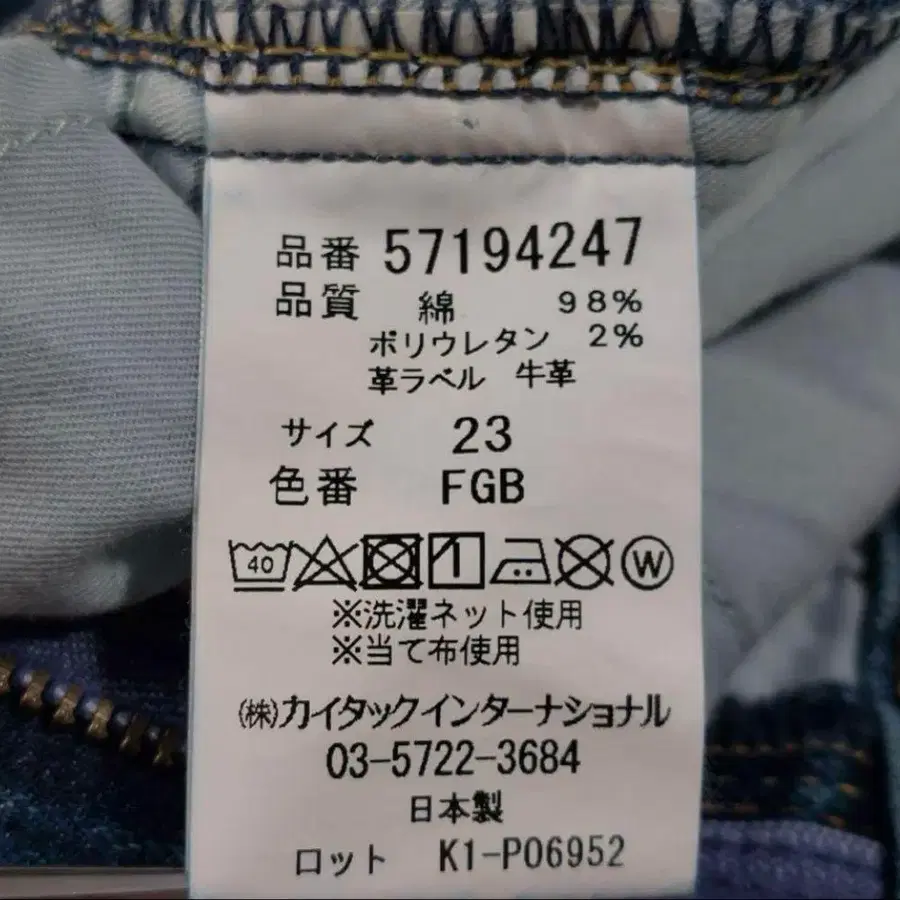 品番 57194247
品質 綿 98%
ポリウレタン 2%
革ラベル 牛革
サイズ 23
色番 FGB
40 W
※洗濯ネット使用
※当て布使用
㈱カイタックインターナショナル
03-5722-3684
日本製
ロット K1-P06952